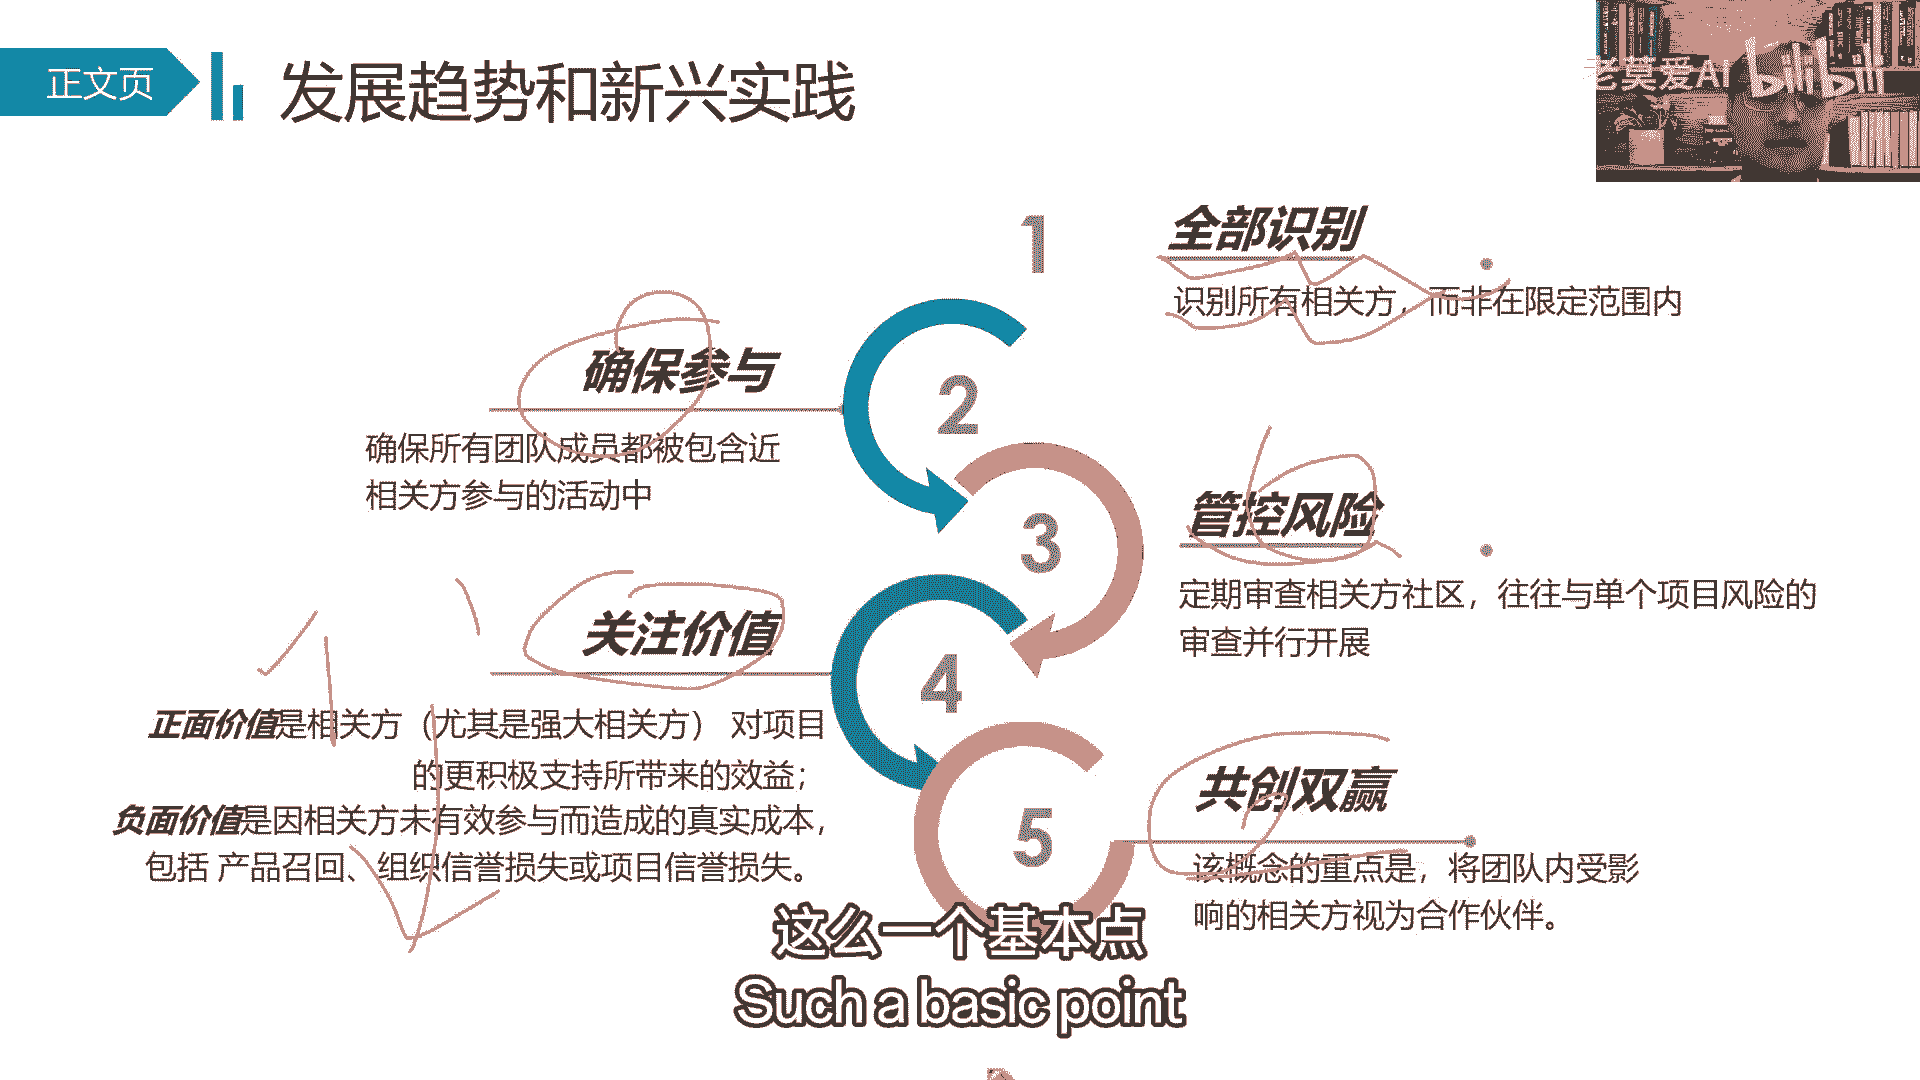 正文页
发展趋势和新兴实践
老莫爱AI bilibili
1
全部识别
识别所有相关方，而非在限定范围内
确保参与
2
确保所有团队成员都被包含近
相关方参与的活动中
3
管控风险
定期审查相关方社区，往往与单个项目风险的
审查并行开展
关注价值
4
正面价值是相关方（尤其是强大相关方） 对项目
的更积极支持所带来的效益；
负面价值是因相关方未有效参与而造成的真实成本，
包括 产品召回、组织信誉损失或项目信誉损失。
5
共创双赢
该概念的重点是，将团队内受影
响的相关方视为合作伙伴。
这么一个基本点
Such a basic point